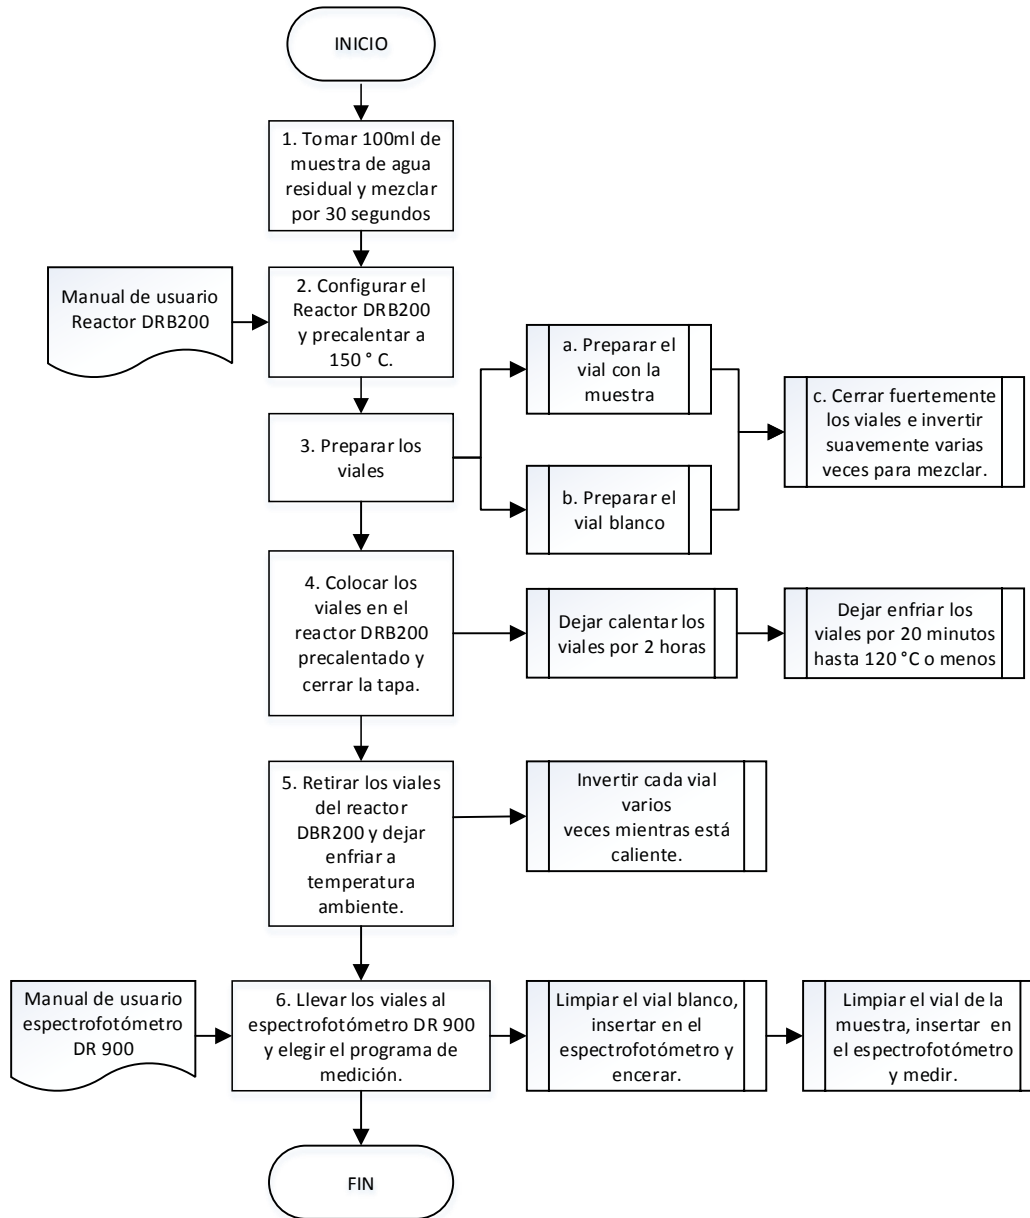 INICIO
1. Tomar 100ml de
muestra de agua
residual y mezclar
por 30 segundos
Manual de usuario
Reactor DRB200
2. Configurar el
Reactor DRB200
y precalentar a
150 ° C.
3. Preparar los
viales
a. Preparar el
vial con la
muestra
b. Preparar el
vial blanco
c. Cerrar fuertemente
los viales e invertir
suavemente varias
veces para mezclar.
4. Colocar los
viales en el
reactor DRB200
precalentado y
cerrar la tapa.
Dejar calentar los
viales por 2 horas
Dejar enfriar los
viales por 20 minutos
hasta 120 °C o menos
5. Retirar los viales
del reactor
DBR200 y dejar
enfriar a
temperatura
ambiente.
Invertir cada vial
varios
veces mientras está
caliente.
Manual de usuario
espectrofotómetro
DR 900
6. Llevar los viales al
espectrofotómetro DR 900
y elegir el programa de
medición.
Limpiar el vial blanco,
insertar en el
espectrofotómetro y
encerar.
Limpiar el vial de la
muestra, insertar en
el espectrofotómetro
y medir.
FIN